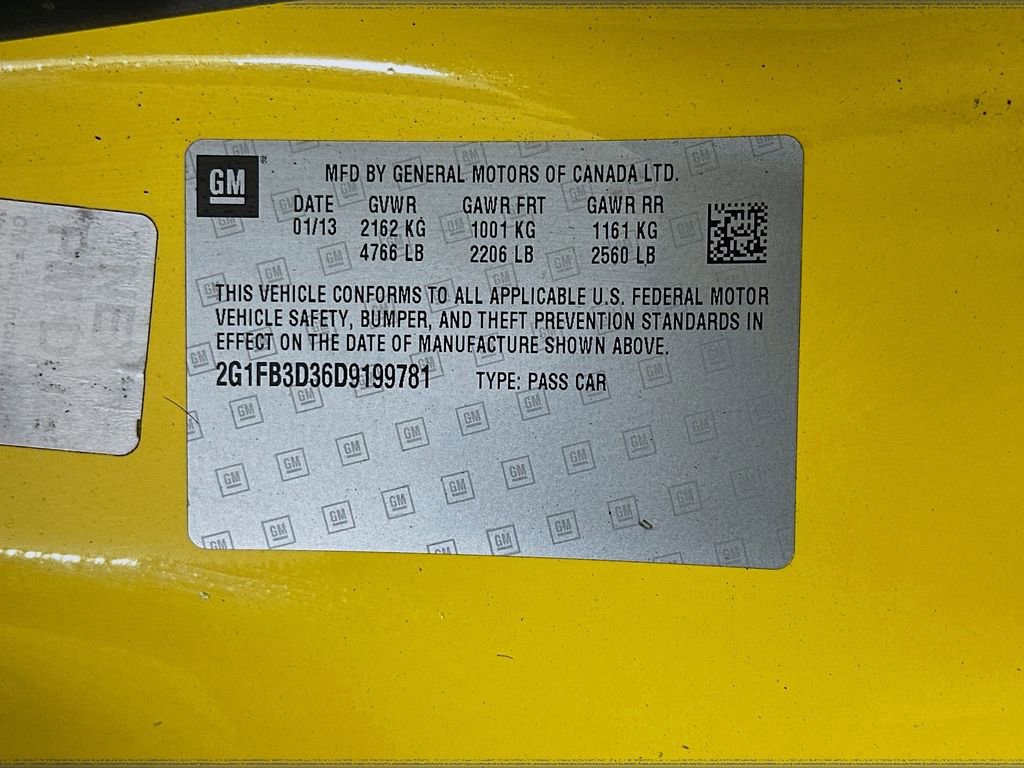 GM
MFD BY GENERAL MOTORS OF CANADA LTD.
DATE GVWR GAWR FRT GAWR RR
01/13 2162 KG 1001 KG 1161 KG
4766 LB 2206 LB 2560 LB
THIS VEHICLE CONFORMS TO ALL APPLICABLE U.S. FEDERAL MOTOR
VEHICLE SAFETY, BUMPER, AND THEFT PREVENTION STANDARDS IN
EFFECT ON THE DATE OF MANUFACTURE SHOWN ABOVE.
2G1FB3D36D9199781 TYPE: PASS CAR